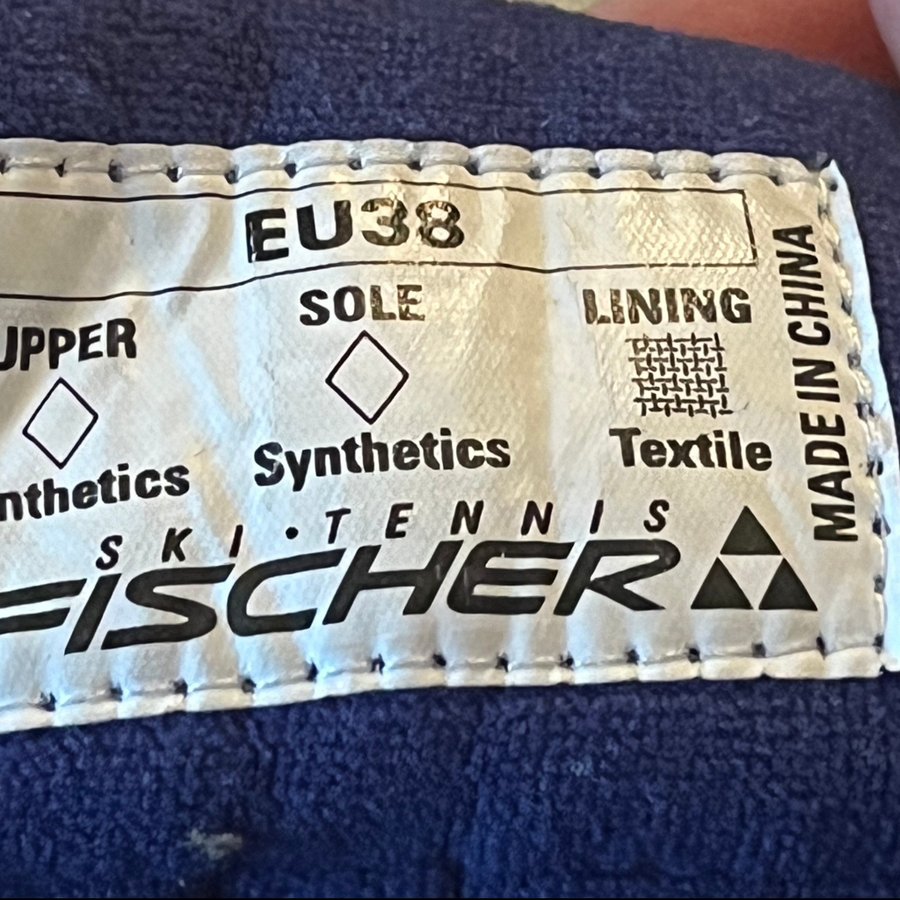 EU38
UPPER SOLE LINING
nthetics Synthetics Textile
SKI·TENNIS
FISCHER
MADE IN CHINA